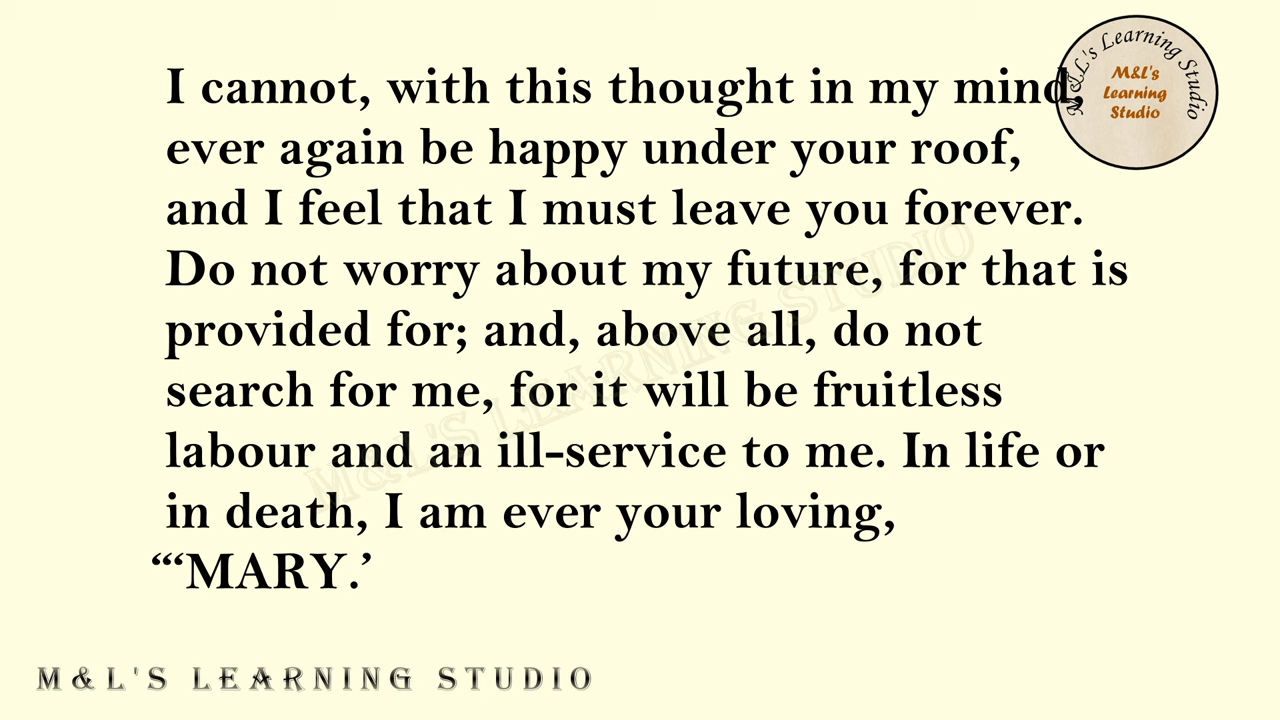 I cannot, with this thought in my mind,
ever again be happy under your roof,
and I feel that I must leave you forever.
Do not worry about my future, for that is
provided for; and, above all, do not
search for me, for it will be fruitless
labour and an ill-service to me. In life or
in death, I am ever your loving,
“‘MARY.’
M&L's Learning Studio
M&L's
Learning
Studio
M&L'S LEARNING STUDIO
M&L'S LEARNING STUDIO